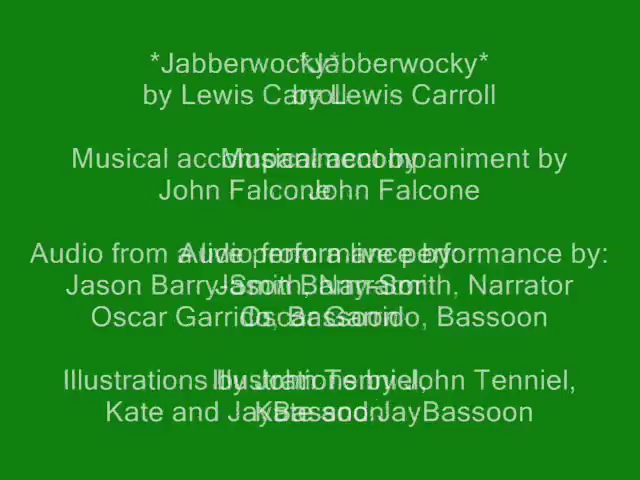 *Jabberwocky*
by Lewis Carroll
Musical accompaniment by
John Falcone
Audio from a live performance by:
Jason Barry-Smith, Narrator
Oscar Garrido, Bassoon
Illustrations by John Tenniel,
Kate and JayBassoon